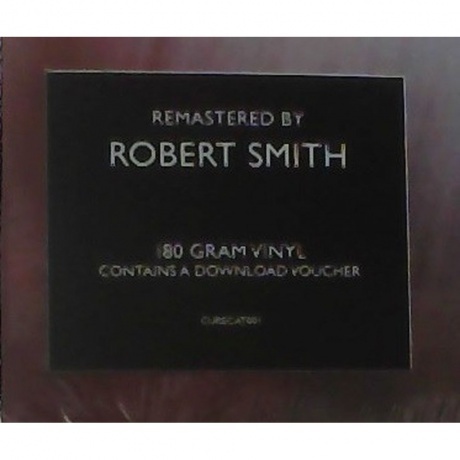 REMASTERED BY
ROBERT SMITH
180 GRAM VINYL
CONTAINS A DOWNLOAD VOUCHER